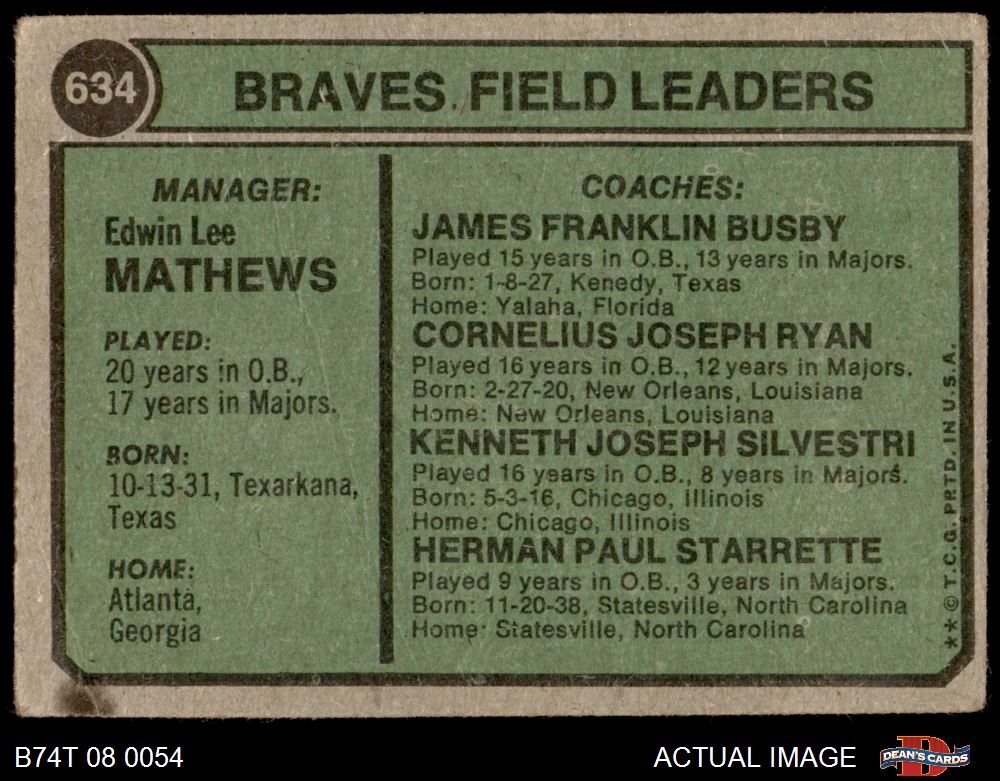 634
BRAVES FIELD LEADERS
MANAGER:
Edwin Lee
MATHEWS
PLAYED:
20 years in O.B.,
17 years in Majors.
BORN:
10-13-31, Texarkana,
Texas
HOME:
Atlanta,
Georgia
COACHES:
JAMES FRANKLIN BUSBY
Played 15 years in O.B., 13 years in Majors.
Born: 1-8-27, Kenedy, Texas
Home: Yalaha, Florida
CORNELIUS JOSEPH RYAN
Played 16 years in O.B., 12 years in Majors.
Born: 2-27-20, New Orleans, Louisiana
Home: New Orleans, Louisiana
KENNETH JOSEPH SILVESTRI
Played 16 years in O.B., 8 years in Majors.
Born: 5-3-16, Chicago, Illinois
Home: Chicago, Illinois
HERMAN PAUL STARRETTE
Played 9 years in O.B., 3 years in Majors.
Born: 11-20-38, Statesville, North Carolina
Home: Statesville, North Carolina
**© T.C.G. PRTD. IN U.S.A.
B74T 08 0054
ACTUAL IMAGE
DEAN'S CARDS